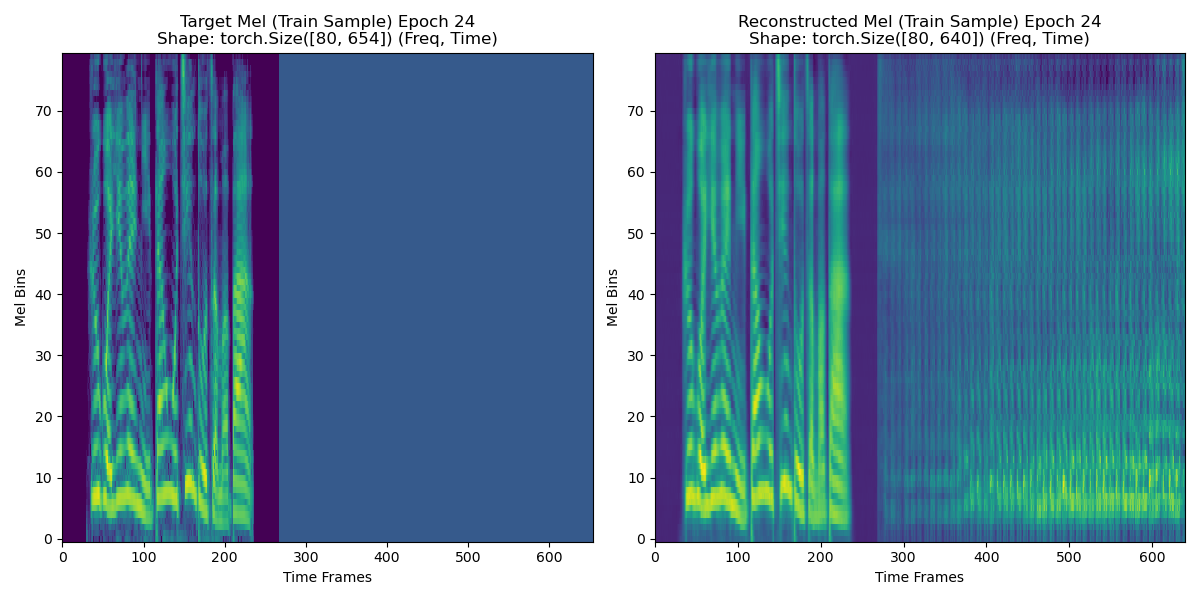 Target Mel (Train Sample) Epoch 24
Shape: torch.Size([80, 654]) (Freq, Time)
Mel Bins
70
60
50
40
30
20
10
0
0 100 200 300 400 500 600
Time Frames
Reconstructed Mel (Train Sample) Epoch 24
Shape: torch.Size([80, 640]) (Freq, Time)
Mel Bins
70
60
50
40
30
20
10
0
0 100 200 300 400 500 600
Time Frames